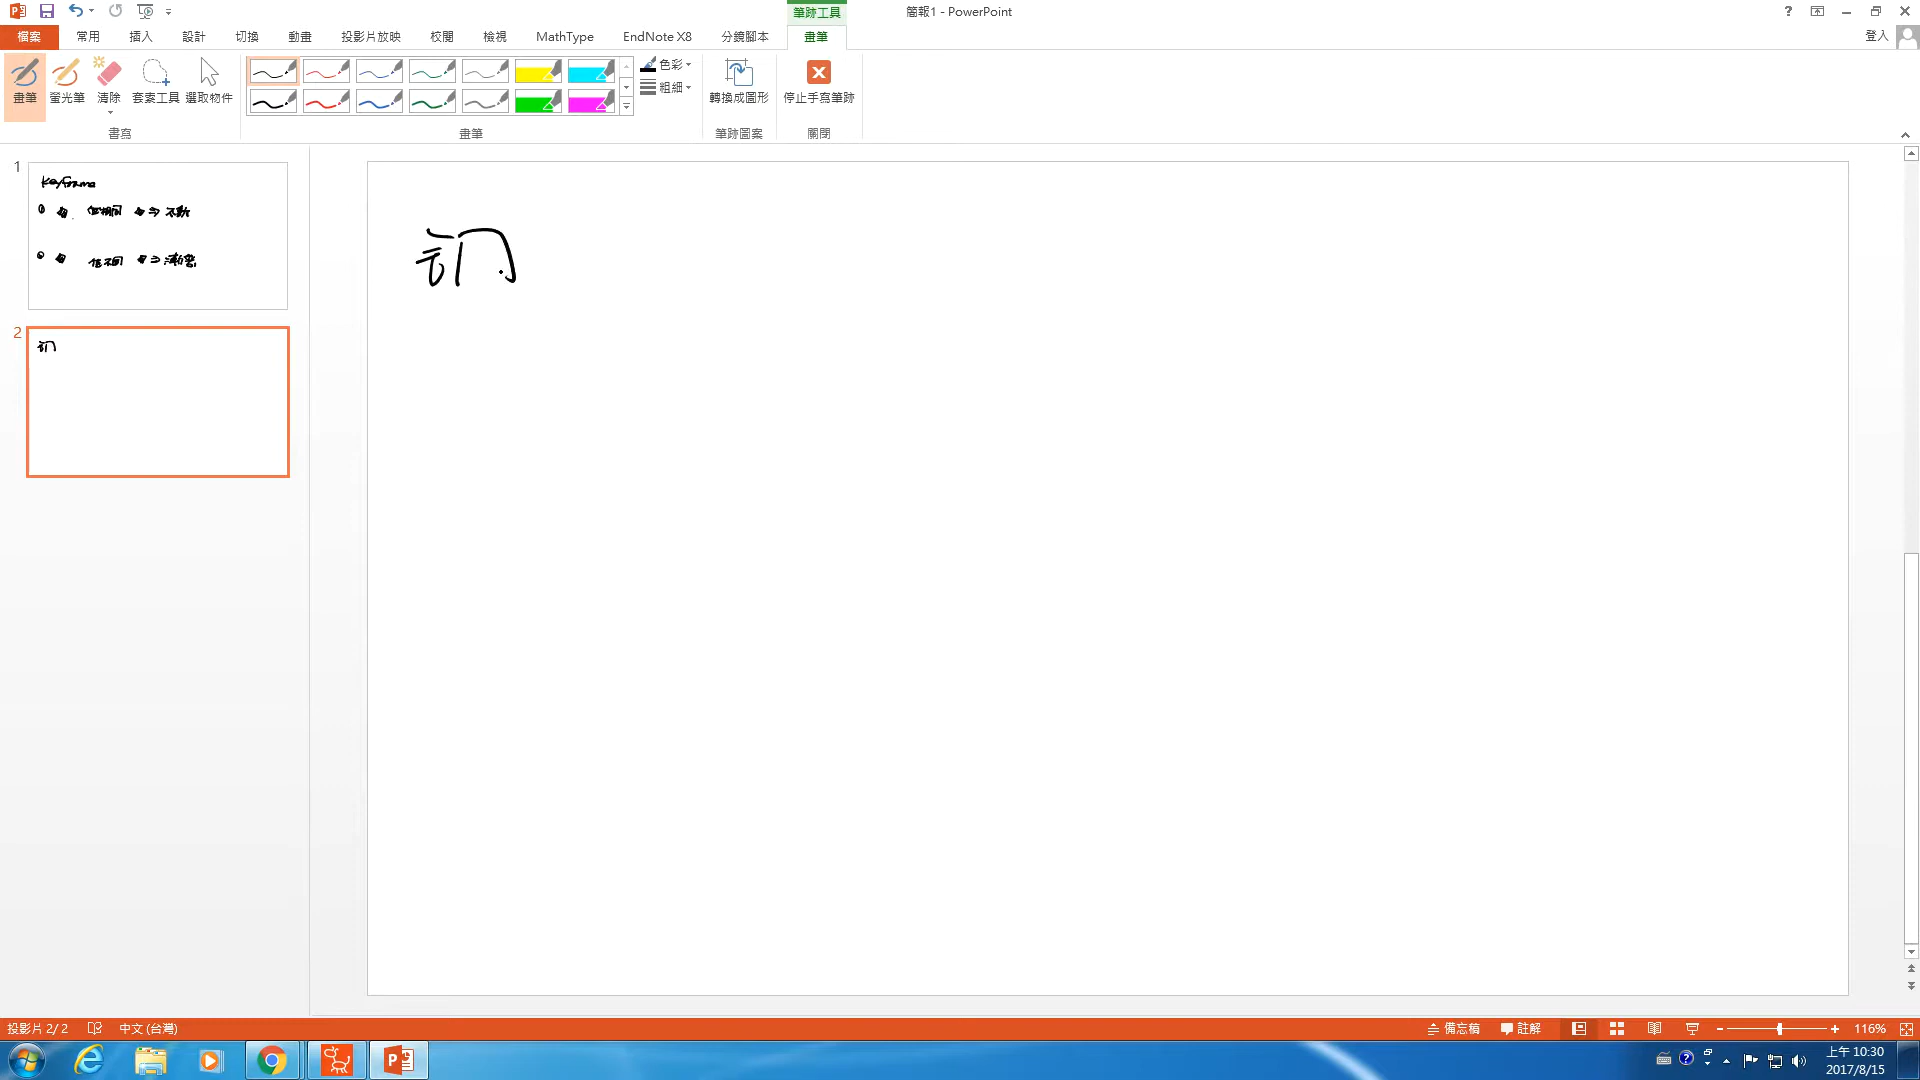 筆跡工具
簡報1 - PowerPoint
檔案 常用 插入 設計 切換 動畫 投影片放映 校閱 檢視 MathType EndNote X8 分鏡腳本 畫筆 登入
畫筆 螢光筆 清除 套索工具 選取物件 色彩 粗細 轉換成圖形 停止手寫筆跡
書寫 畫筆 筆跡圖案 關閉
1
Keyframe
2
投影片 2/ 2 中文 (台灣) 備忘稿 註解 116%
上午 10:30
2017/8/15